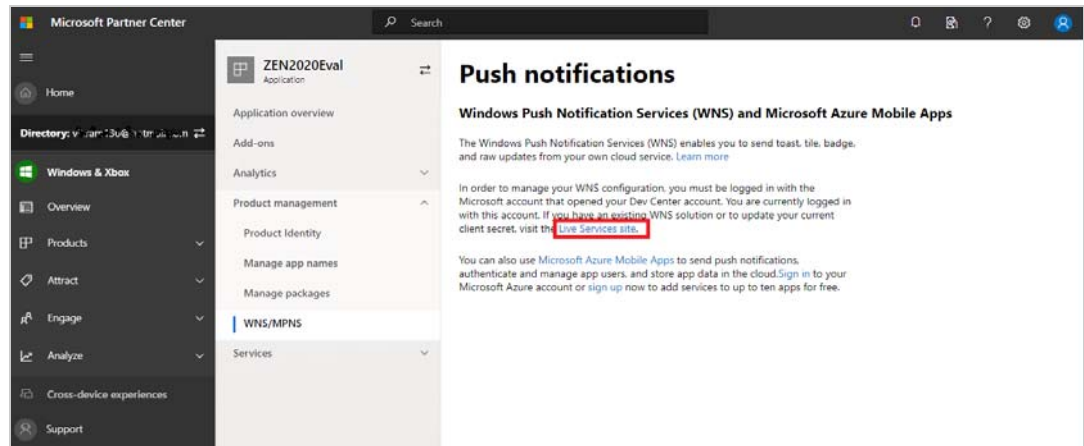 Microsoft Partner Center
Search
Home
Directory:
Windows & Xbox
Overview
Products
Attract
Engage
Analyze
Cross-device experiences
Support
ZEN2020Eval
Application
Application overview
Add-ons
Analytics
Product management
Product Identity
Manage app names
Manage packages
WNS/MPNS
Services
Push notifications
Windows Push Notification Services (WNS) and Microsoft Azure Mobile Apps
The Windows Push Notification Services (WNS) enables you to send toast, tile, badge,
and raw updates from your own cloud service. Learn more
In order to manage your WNS configuration, you must be logged in with the
Microsoft account that opened your Dev Center account. You are currently logged in
with this account. If you have an existing WNS solution or to update your current
client secret, visit the Live Services site.
You can also use Microsoft Azure Mobile Apps to send push notifications,
authenticate and manage app users, and store app data in the cloud.Sign in to your
Microsoft Azure account or sign up now to add services to up to ten apps for free.